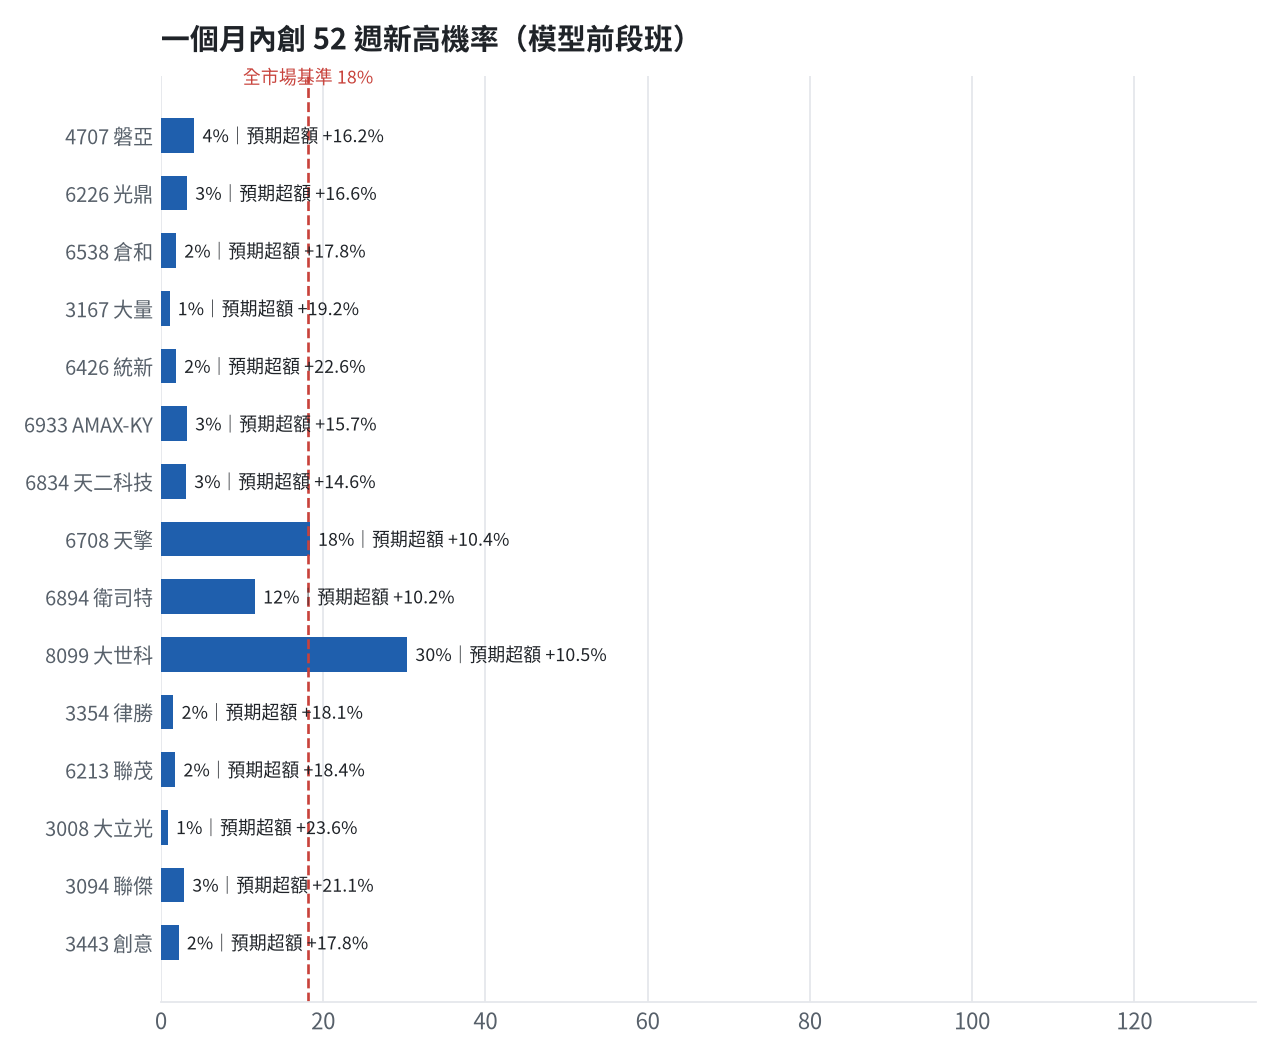 一個月內創 52 週新高機率（模型前段班）
全市場基準 18%
4707 磐亞 4%｜預期超額 +16.2%
6226 光鼎 3%｜預期超額 +16.6%
6538 倉和 2%｜預期超額 +17.8%
3167 大量 1%｜預期超額 +19.2%
6426 統新 2%｜預期超額 +22.6%
6933 AMAX-KY 3%｜預期超額 +15.7%
6834 天二科技 3%｜預期超額 +14.6%
6708 天擎 18%｜預期超額 +10.4%
6894 衛司特 12%｜預期超額 +10.2%
8099 大世科 30%｜預期超額 +10.5%
3354 律勝 2%｜預期超額 +18.1%
6213 聯茂 2%｜預期超額 +18.4%
3008 大立光 1%｜預期超額 +23.6%
3094 聯傑 3%｜預期超額 +21.1%
3443 創意 2%｜預期超額 +17.8%
0 20 40 60 80 100 120